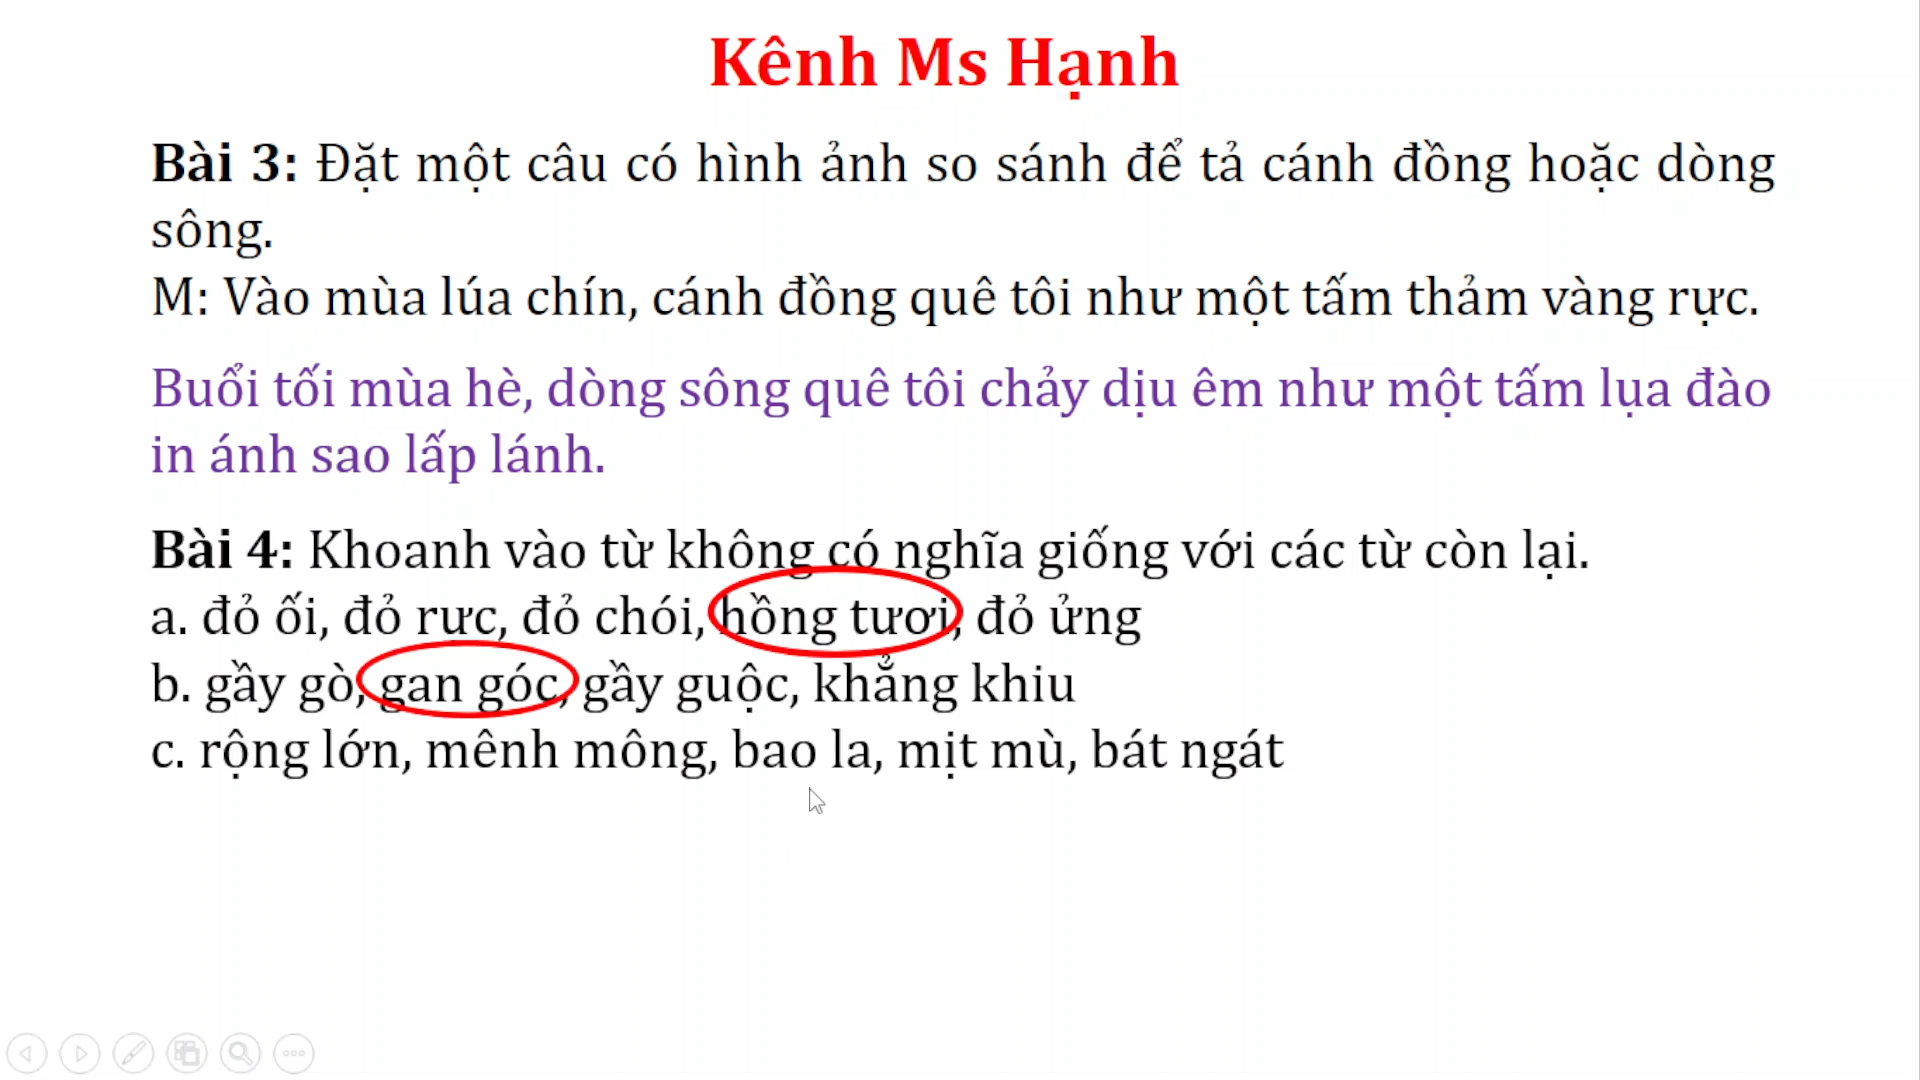 Kênh Ms Hạnh
Bài 3: Đặt một câu có hình ảnh so sánh để tả cánh đồng hoặc dòng
sông.
M: Vào mùa lúa chín, cánh đồng quê tôi như một tấm thảm vàng rực.
Buổi tối mùa hè, dòng sông quê tôi chảy dịu êm như một tấm lụa đào
in ánh sao lấp lánh.
Bài 4: Khoanh vào từ không có nghĩa giống với các từ còn lại.
a. đỏ ối, đỏ rực, đỏ chói, hồng tươi, đỏ ửng
b. gầy gò, gan góc, gầy guộc, khẳng khiu
c. rộng lớn, mênh mông, bao la, mịt mù, bát ngát